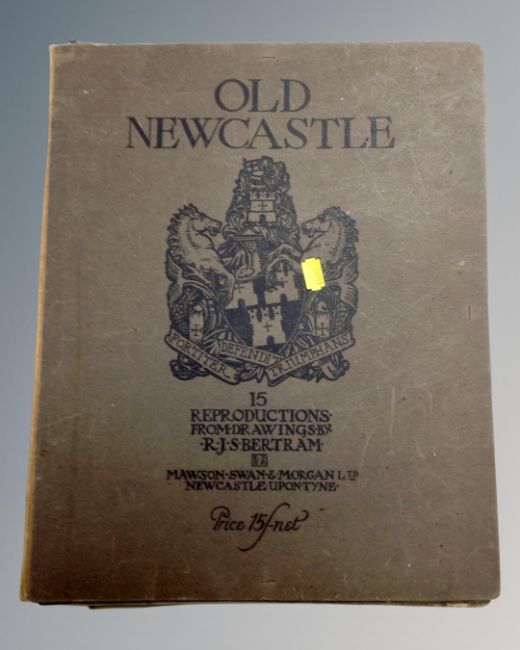 OLD
NEWCASTLE
FORTITER DEFENDIT TRIUMPHANS
15
REPRODUCTIONS·
FROM·DRAWINGS·BY·
·R·J·S·BERTRAM·
MAWSON·SWAN·&·MORGAN LTD
NEWCASTLE·UPON·TYNE·
Price 15/-net